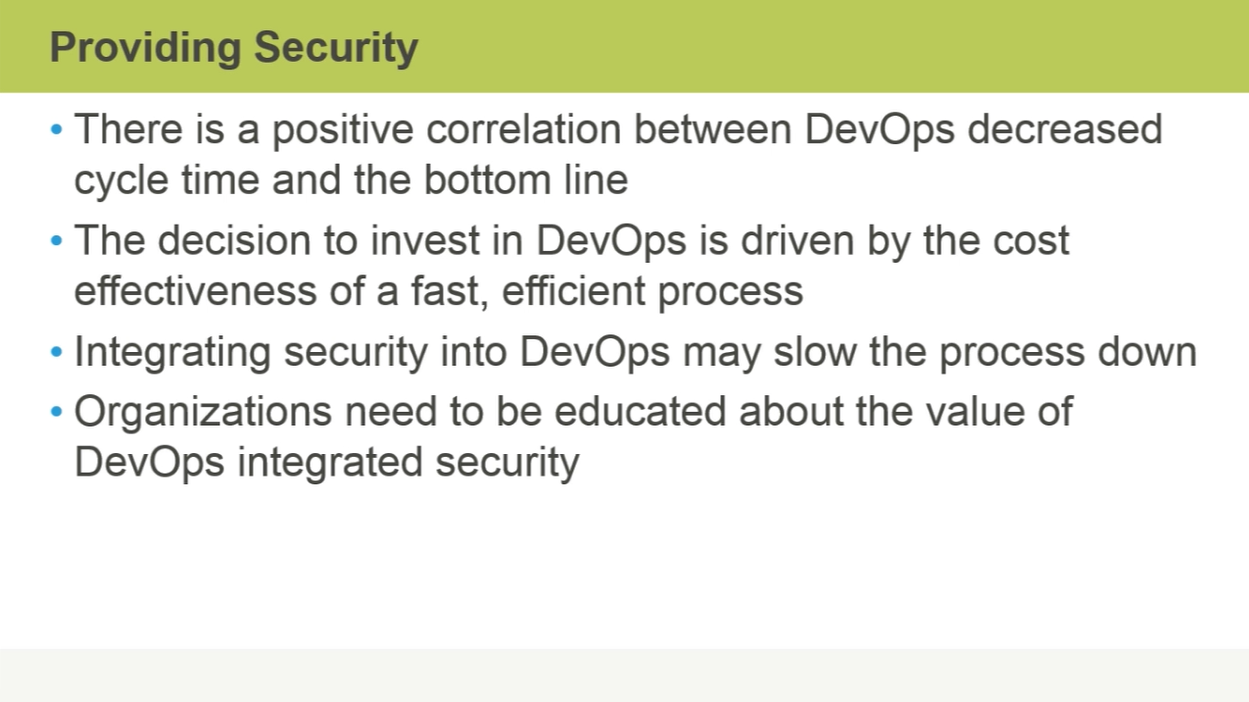 Providing Security
• There is a positive correlation between DevOps decreased
cycle time and the bottom line
• The decision to invest in DevOps is driven by the cost
effectiveness of a fast, efficient process
• Integrating security into DevOps may slow the process down
• Organizations need to be educated about the value of
DevOps integrated security